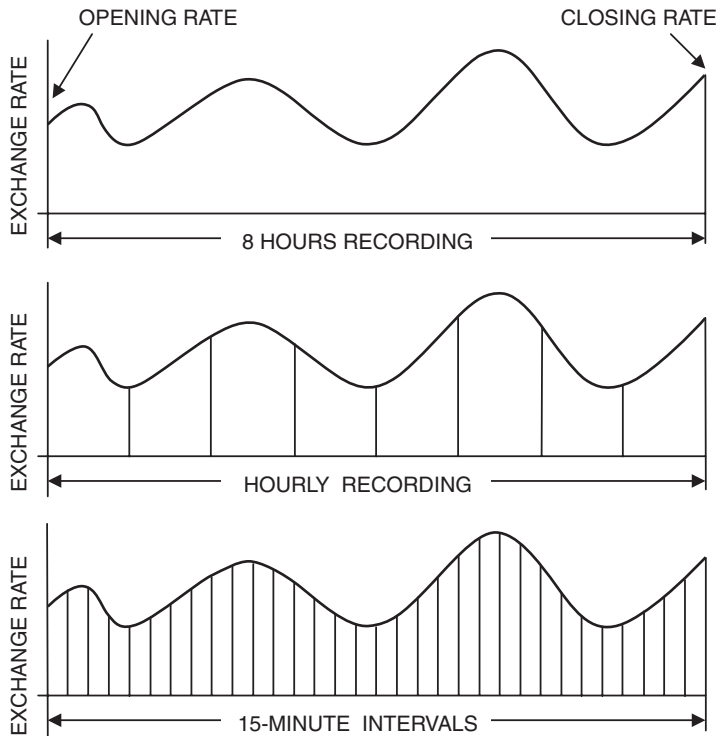 OPENING RATE
CLOSING RATE
EXCHANGE RATE
8 HOURS RECORDING
EXCHANGE RATE
HOURLY RECORDING
EXCHANGE RATE
15-MINUTE INTERVALS